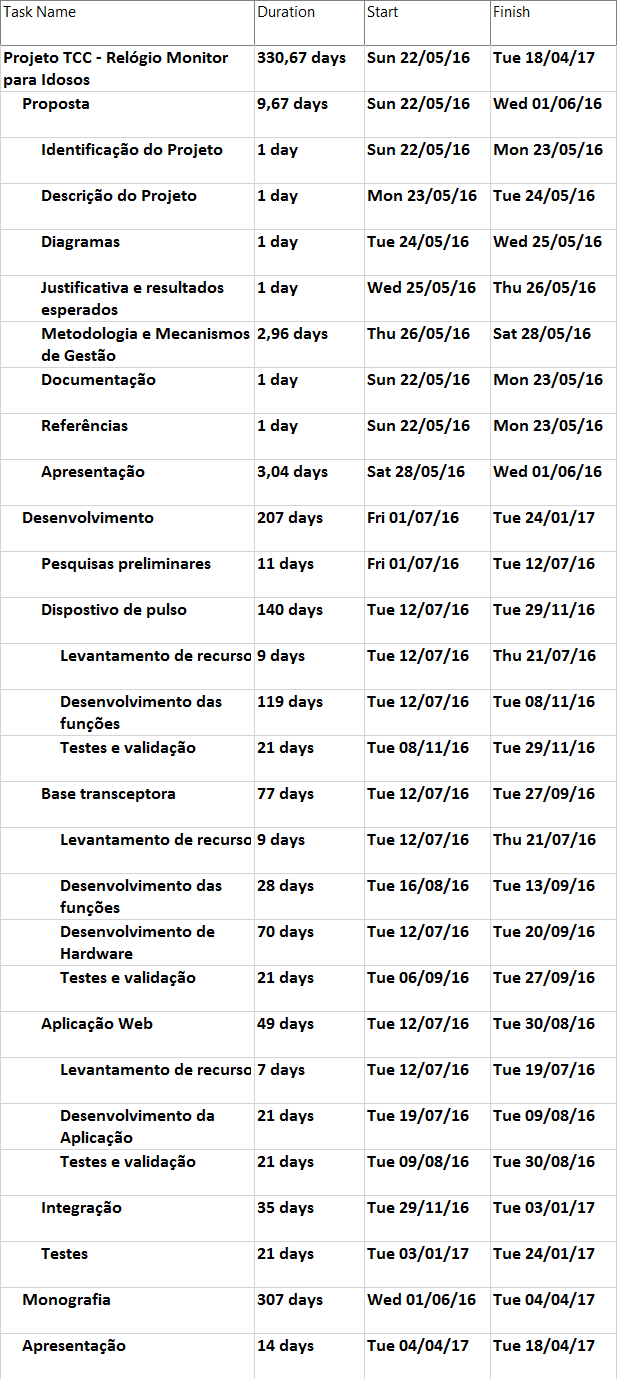 Task Name Duration Start Finish
Projeto TCC - Relógio Monitor 330,67 days Sun 22/05/16 Tue 18/04/17
para Idosos
Proposta 9,67 days Sun 22/05/16 Wed 01/06/16
Identificação do Projeto 1 day Sun 22/05/16 Mon 23/05/16
Descrição do Projeto 1 day Mon 23/05/16 Tue 24/05/16
Diagramas 1 day Tue 24/05/16 Wed 25/05/16
Justificativa e resultados 1 day Wed 25/05/16 Thu 26/05/16
esperados
Metodologia e Mecanismos 2,96 days Thu 26/05/16 Sat 28/05/16
de Gestão
Documentação 1 day Sun 22/05/16 Mon 23/05/16
Referências 1 day Sun 22/05/16 Mon 23/05/16
Apresentação 3,04 days Sat 28/05/16 Wed 01/06/16
Desenvolvimento 207 days Fri 01/07/16 Tue 24/01/17
Pesquisas preliminares 11 days Fri 01/07/16 Tue 12/07/16
Dispostivo de pulso 140 days Tue 12/07/16 Tue 29/11/16
Levantamento de recurso 9 days Tue 12/07/16 Thu 21/07/16
Desenvolvimento das 119 days Tue 12/07/16 Tue 08/11/16
funções
Testes e validação 21 days Tue 08/11/16 Tue 29/11/16
Base transceptora 77 days Tue 12/07/16 Tue 27/09/16
Levantamento de recurso 9 days Tue 12/07/16 Thu 21/07/16
Desenvolvimento das 28 days Tue 16/08/16 Tue 13/09/16
funções
Desenvolvimento de 70 days Tue 12/07/16 Tue 20/09/16
Hardware
Testes e validação 21 days Tue 06/09/16 Tue 27/09/16
Aplicação Web 49 days Tue 12/07/16 Tue 30/08/16
Levantamento de recurso 7 days Tue 12/07/16 Tue 19/07/16
Desenvolvimento da 21 days Tue 19/07/16 Tue 09/08/16
Aplicação
Testes e validação 21 days Tue 09/08/16 Tue 30/08/16
Integração 35 days Tue 29/11/16 Tue 03/01/17
Testes 21 days Tue 03/01/17 Tue 24/01/17
Monografia 307 days Wed 01/06/16 Tue 04/04/17
Apresentação 14 days Tue 04/04/17 Tue 18/04/17